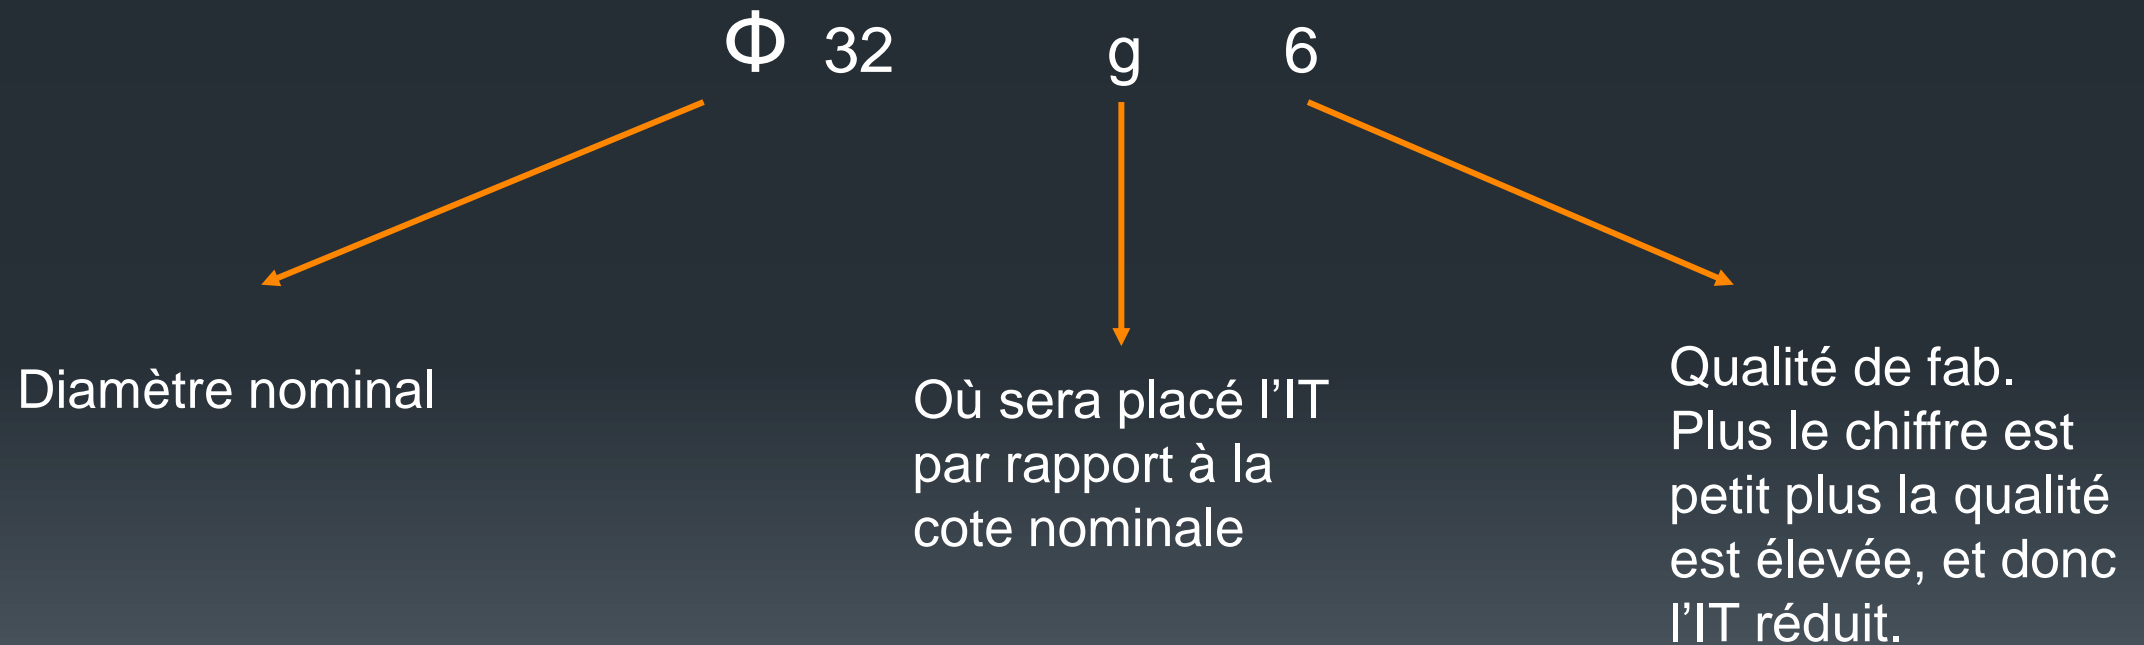 Φ 32 g 6
Diamètre nominal
Où sera placé l’IT
par rapport à la
cote nominale
Qualité de fab.
Plus le chiffre est
petit plus la qualité
est élevée, et donc
l’IT réduit.